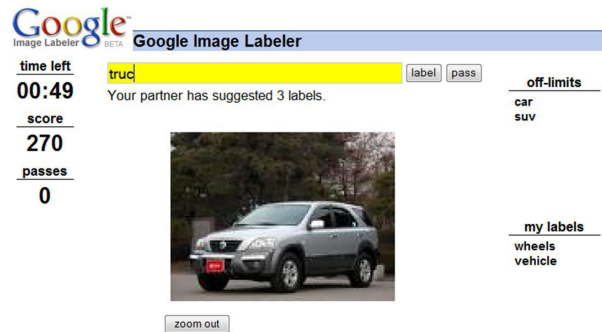 Google™
Image Labeler BETA
Google Image Labeler
time left
00:49
score
270
passes
0
truc
label
pass
Your partner has suggested 3 labels.
off-limits
car
suv
my labels
wheels
vehicle
zoom out